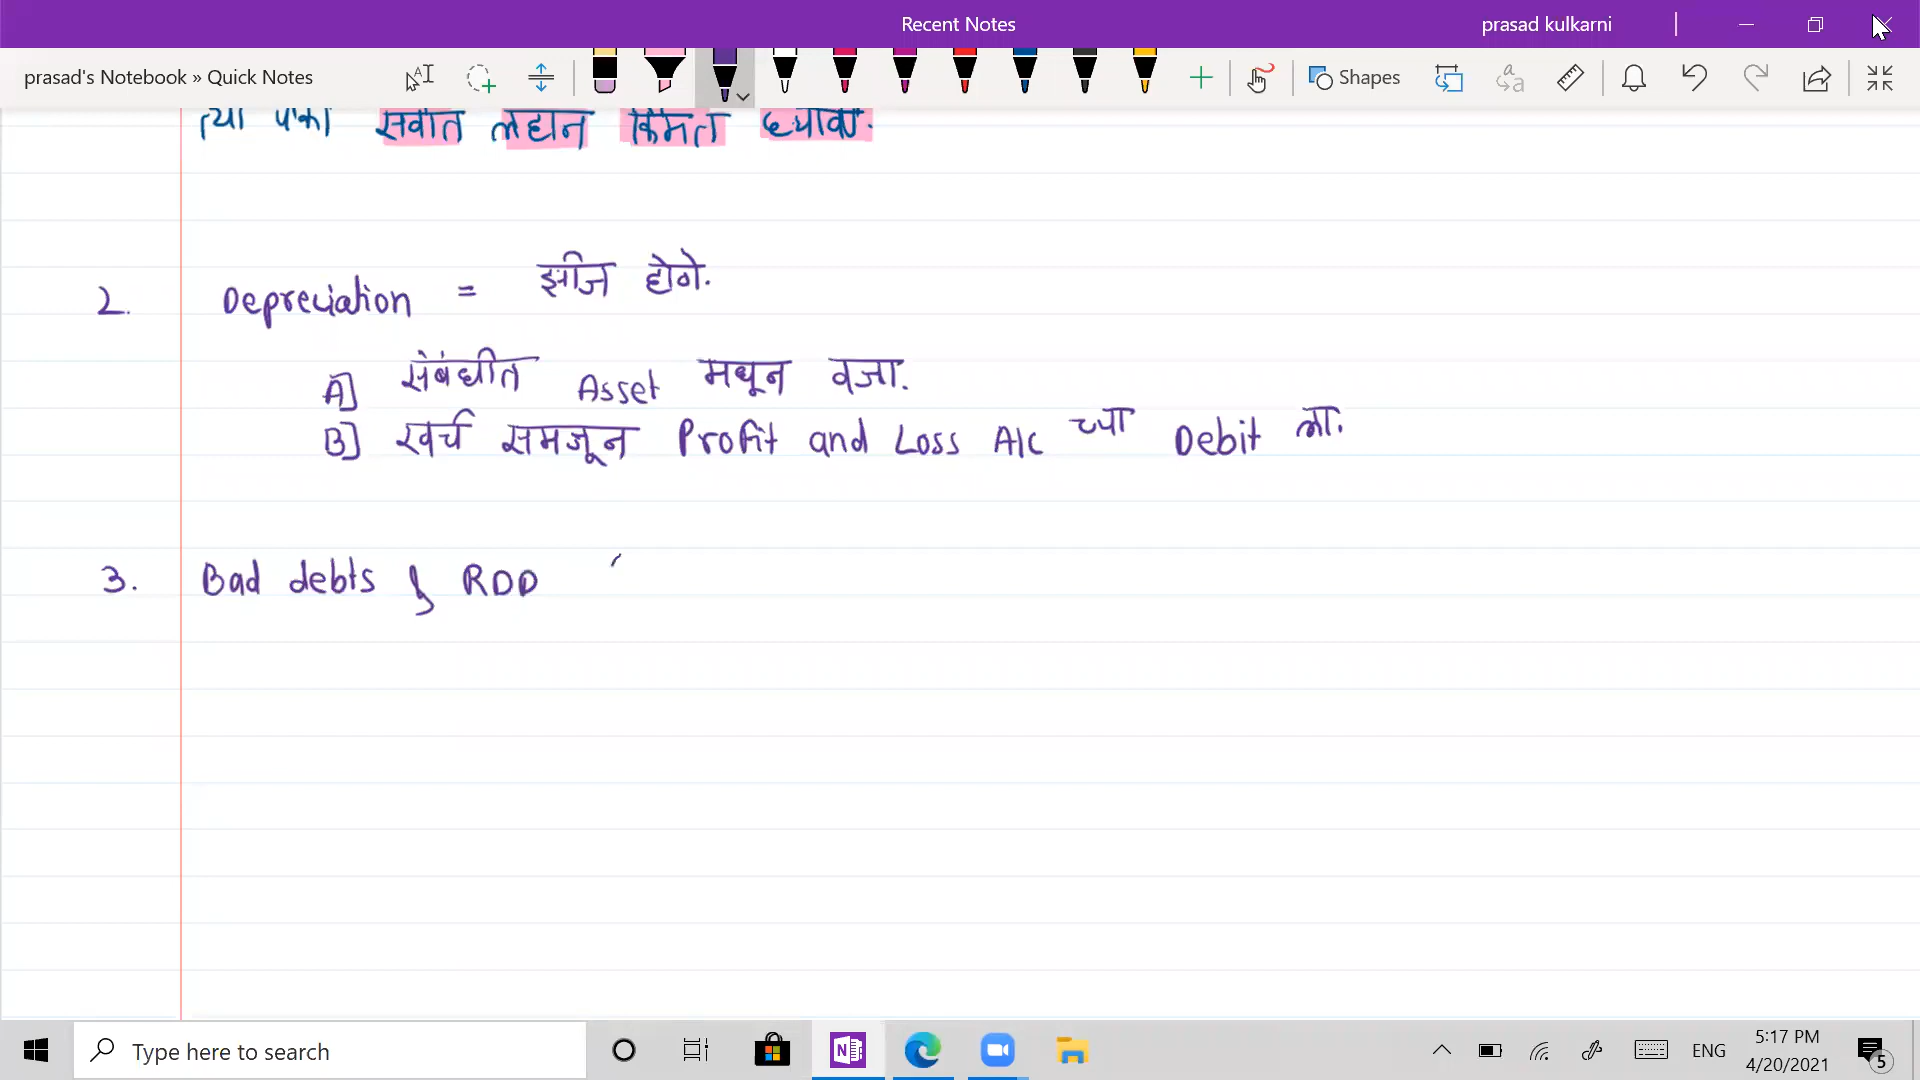 Recent Notes
prasad kulkarni
prasad's Notebook » Quick Notes
Shapes
त्या पैकी सर्वात लहान किंमत घ्यावी.
2. Depreciation = झीज होणे.
A] संबंधीत Asset मधून वजा.
B] खर्च समजून Profit and Loss A/C च्या Debit ला.
3. Bad debts & RDD
Type here to search
ENG
5:17 PM
4/20/2021
5